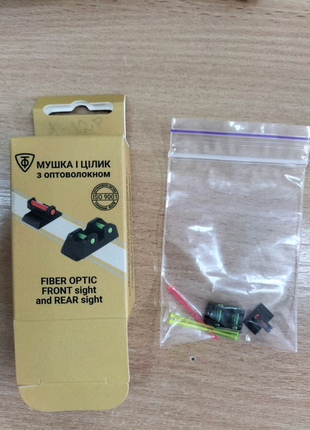 МУШКА І ЦІЛИК
з оптоволокном
ISO 9001
FIBER OPTIC
FRONT sight
and REAR sight